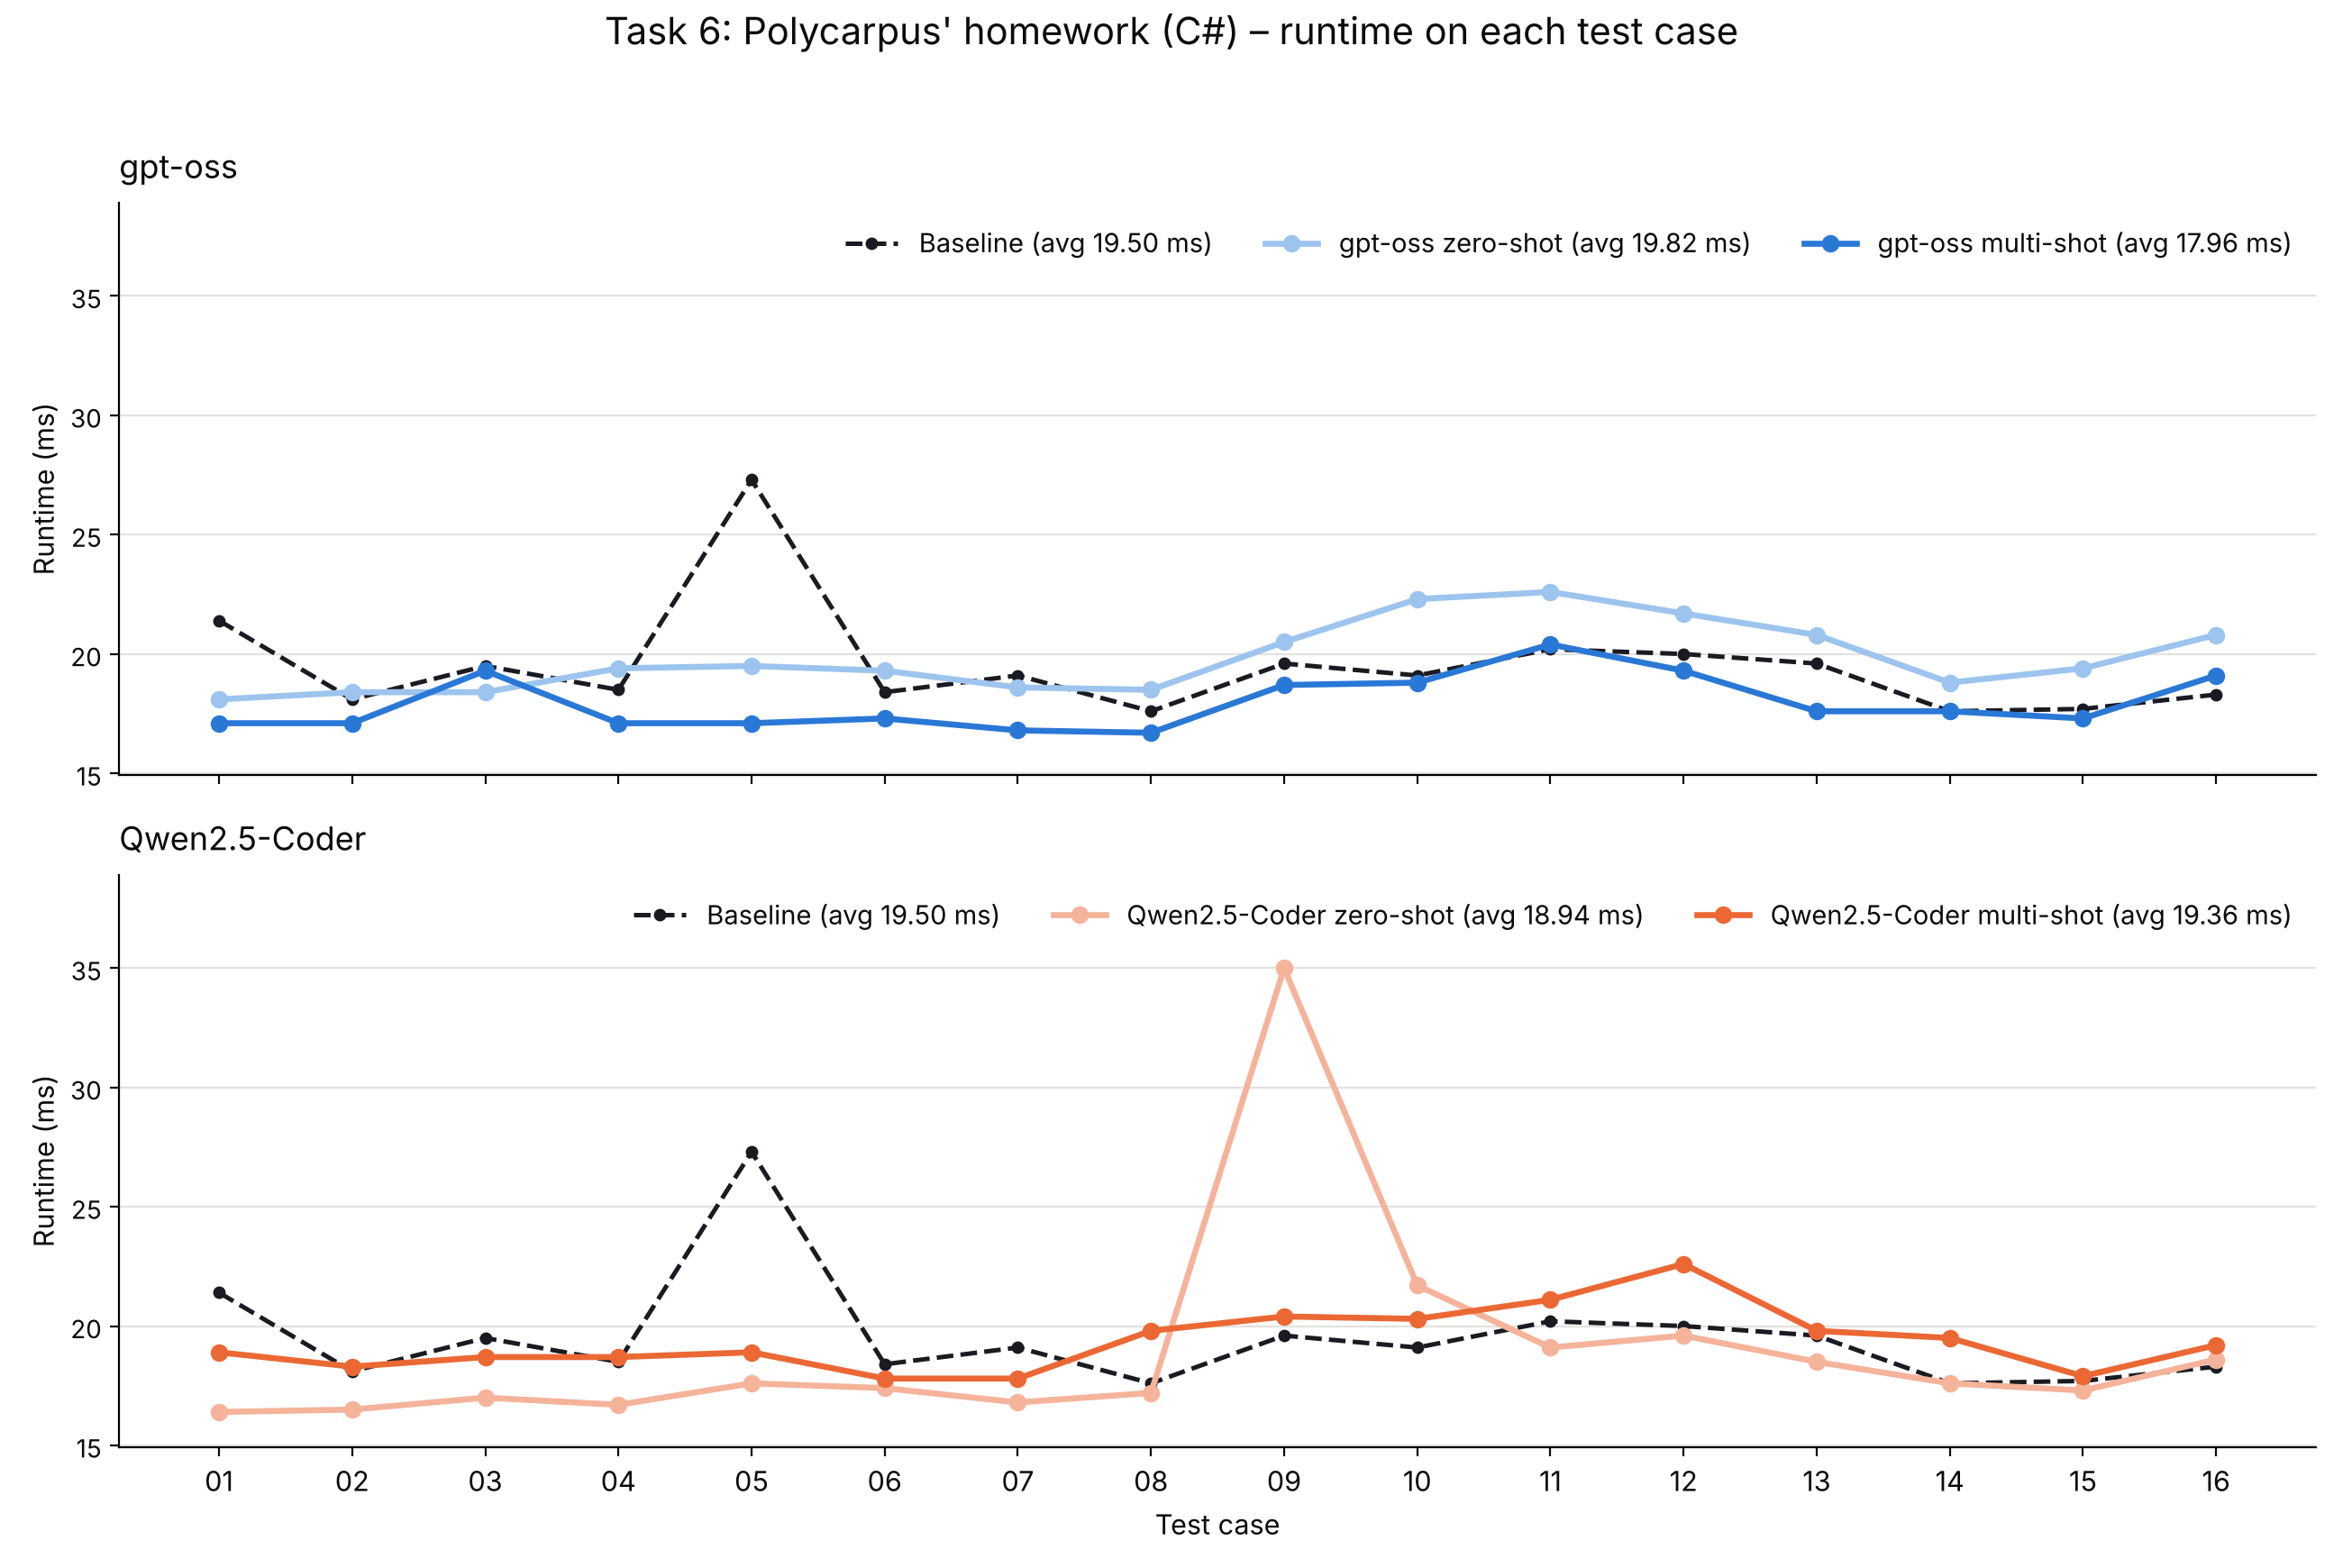 Task 6: Polycarpus' homework (C#) – runtime on each test case
gpt-oss
Baseline (avg 19.50 ms) gpt-oss zero-shot (avg 19.82 ms) gpt-oss multi-shot (avg 17.96 ms)
35
30
25
20
15
Runtime (ms)
Qwen2.5-Coder
Baseline (avg 19.50 ms) Qwen2.5-Coder zero-shot (avg 18.94 ms) Qwen2.5-Coder multi-shot (avg 19.36 ms)
35
30
25
20
15
Runtime (ms)
01 02 03 04 05 06 07 08 09 10 11 12 13 14 15 16
Test case